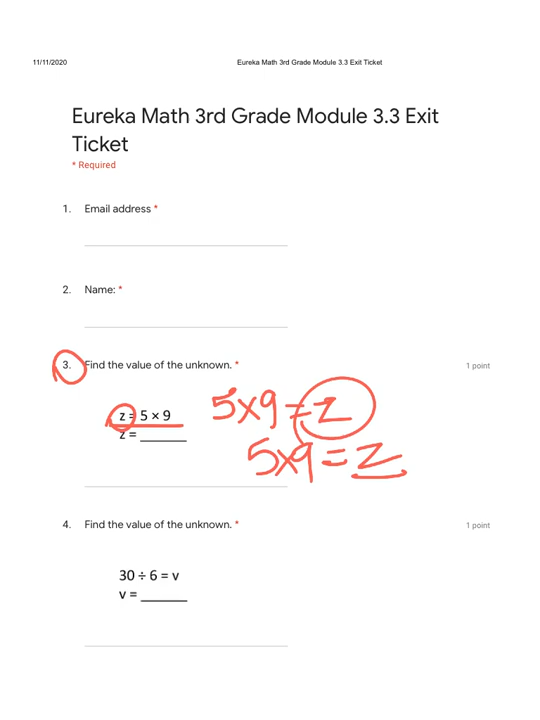 11/11/2020 Eureka Math 3rd Grade Module 3.3 Exit Ticket
Eureka Math 3rd Grade Module 3.3 Exit
Ticket
* Required
1. Email address *
2. Name: *
3. Find the value of the unknown. * 1 point
z = 5 × 9 5x9 = z
z = ______ 5x9 = z
4. Find the value of the unknown. * 1 point
30 ÷ 6 = v
v = ______